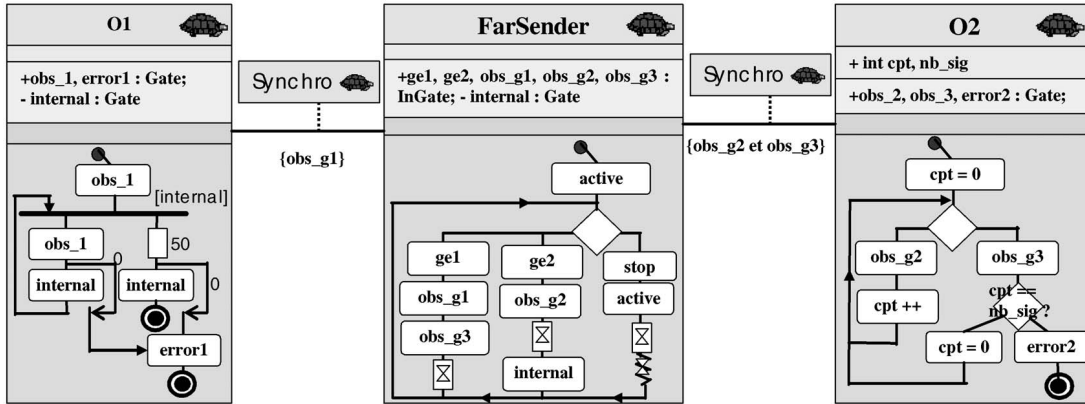 O1
+obs_1, error1 : Gate;
- internal : Gate
obs_1
[internal]
obs_1
50
0
internal
internal
0
error1
Synchro
{obs_g1}
FarSender
+ge1, ge2, obs_g1, obs_g2, obs_g3 :
InGate; - internal : Gate
active
ge1
ge2
stop
obs_g1
obs_g2
active
obs_g3
internal
Synchro
{obs_g2 et obs_g3}
O2
+ int cpt, nb_sig
+obs_2, obs_3, error2 : Gate;
cpt = 0
obs_g2
obs_g3
cpt ++
cpt ==
nb_sig ?
cpt = 0
error2